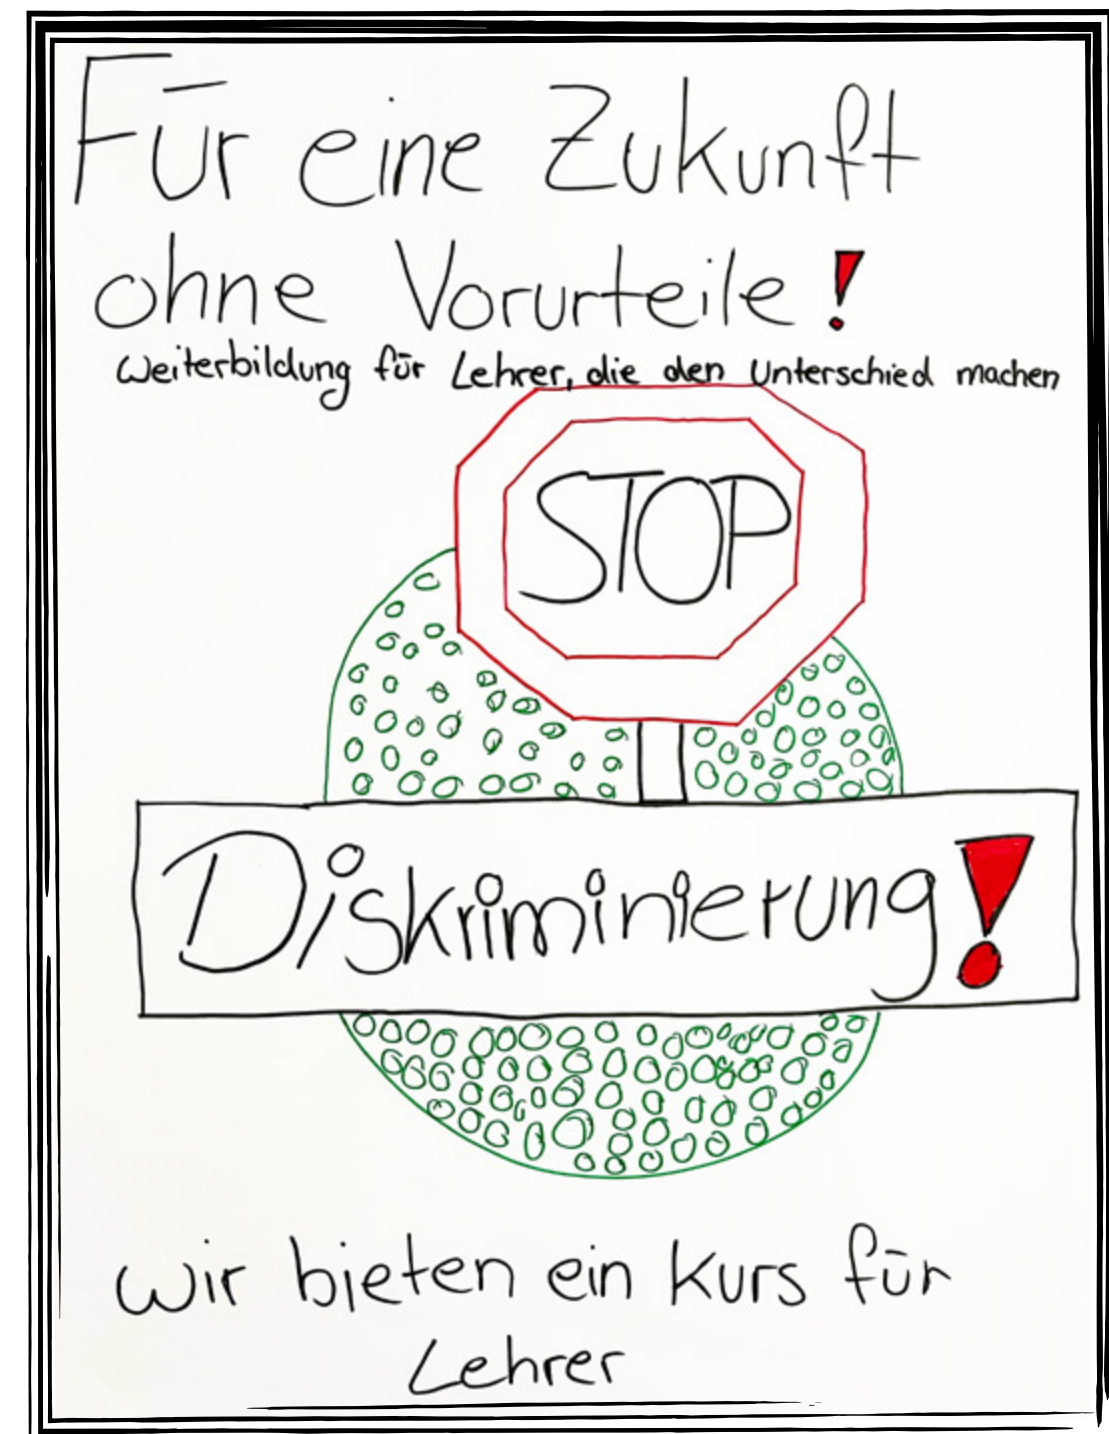 Für eine Zukunft
ohne Vorurteile!
Weiterbildung für Lehrer, die den Unterschied machen
STOP
Diskriminierung!
wir bieten ein Kurs für
Lehrer